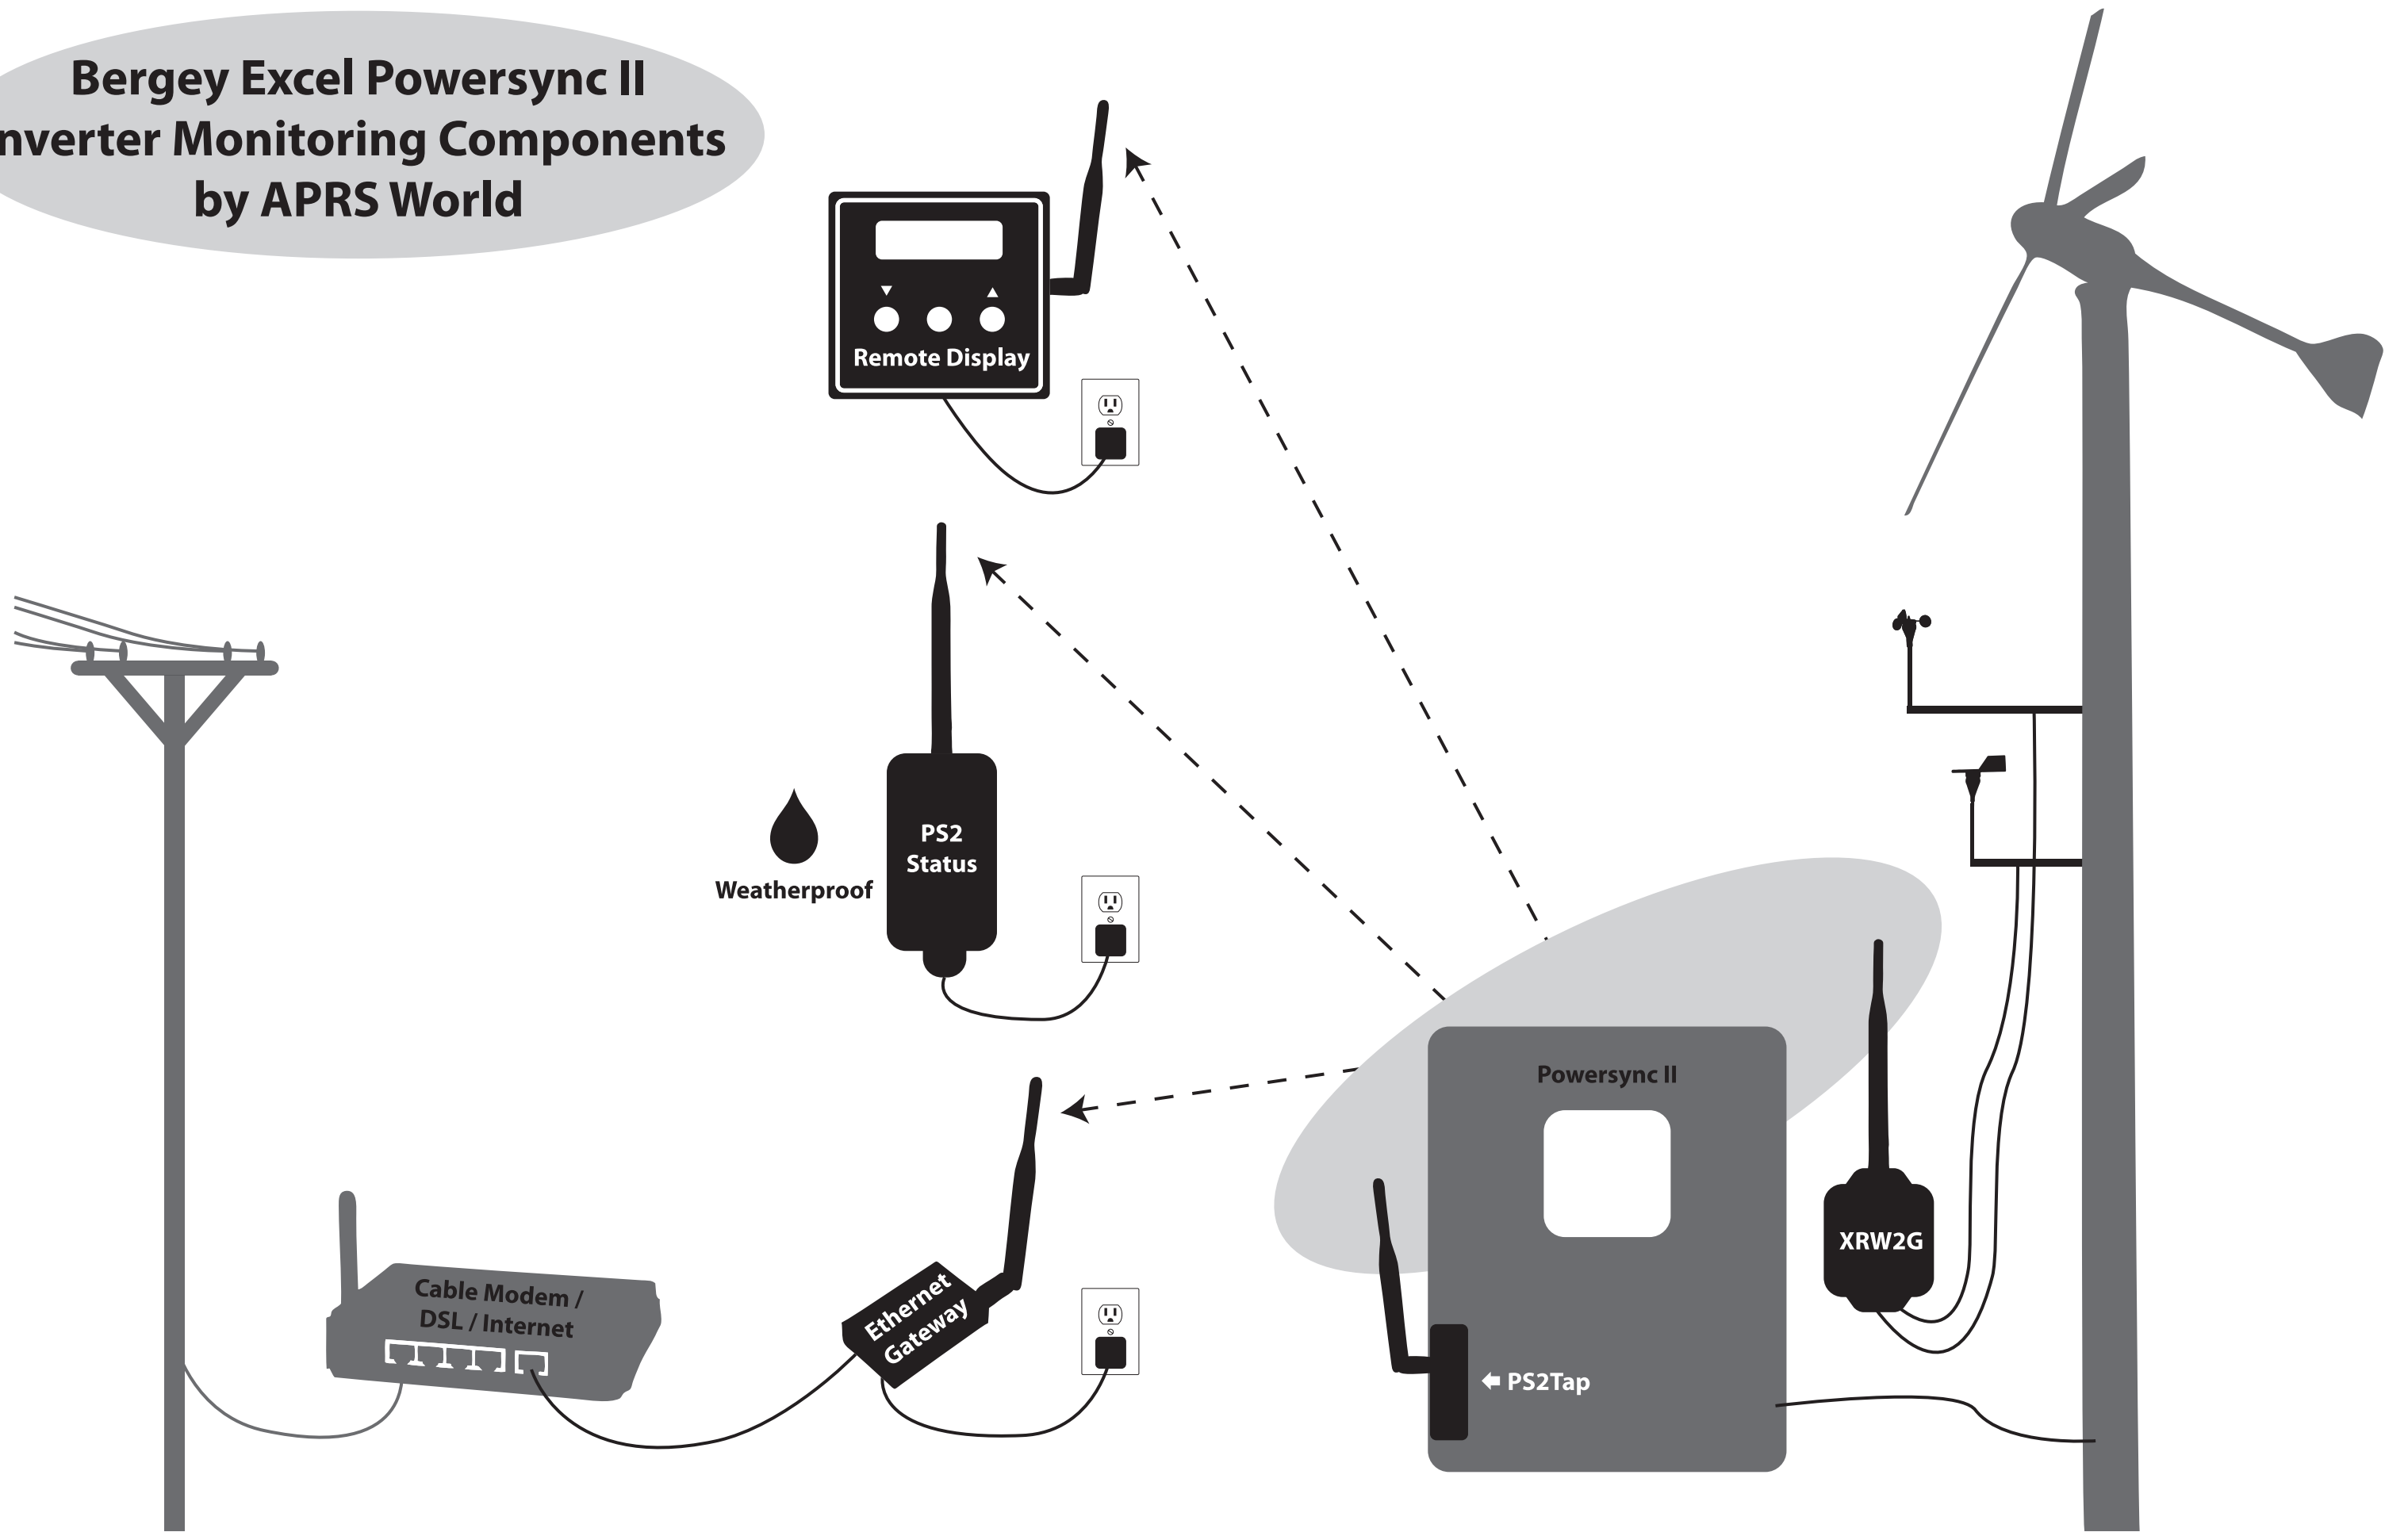 Bergey Excel Powersync II
nverter Monitoring Components
by APRS World
Remote Display
PS2
Status
Weatherproof
Powersync II
XRW2G
PS2Tap
Cable Modem /
DSL / Internet
Ethernet
Gateway